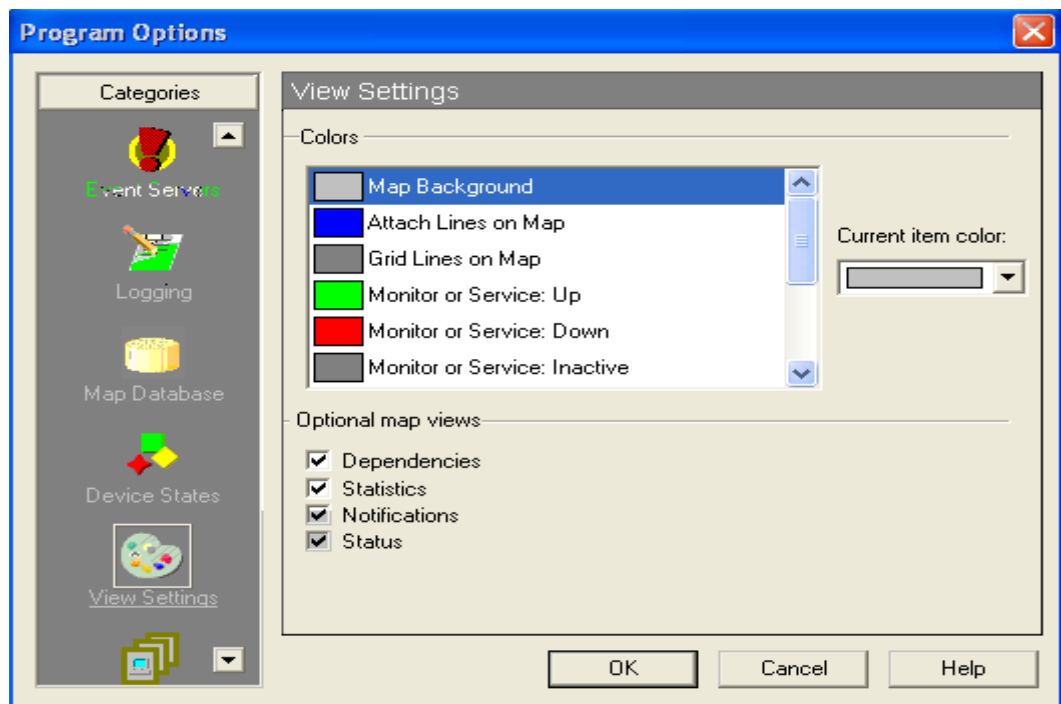 Program Options
Categories
Event Servers
Logging
Map Database
Device States
View Settings
View Settings
Colors
Map Background
Attach Lines on Map
Grid Lines on Map
Monitor or Service: Up
Monitor or Service: Down
Monitor or Service: Inactive
Current item color:
Optional map views
Dependencies
Statistics
Notifications
Status
OK
Cancel
Help